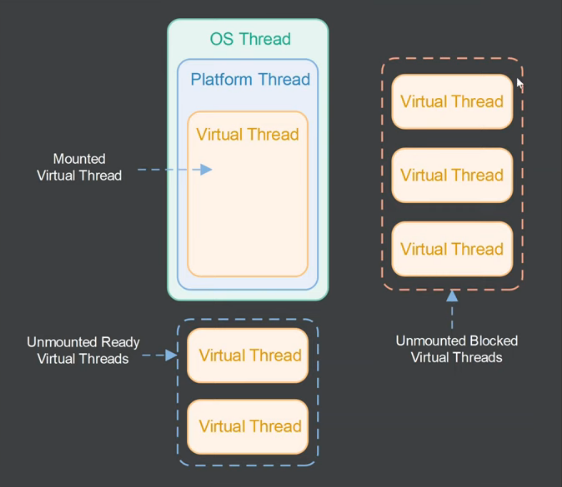 OS Thread
Platform Thread
Virtual Thread
Mounted
Virtual Thread
Virtual Thread
Virtual Thread
Virtual Thread
Unmounted Blocked
Virtual Threads
Unmounted Ready
Virtual Threads
Virtual Thread
Virtual Thread